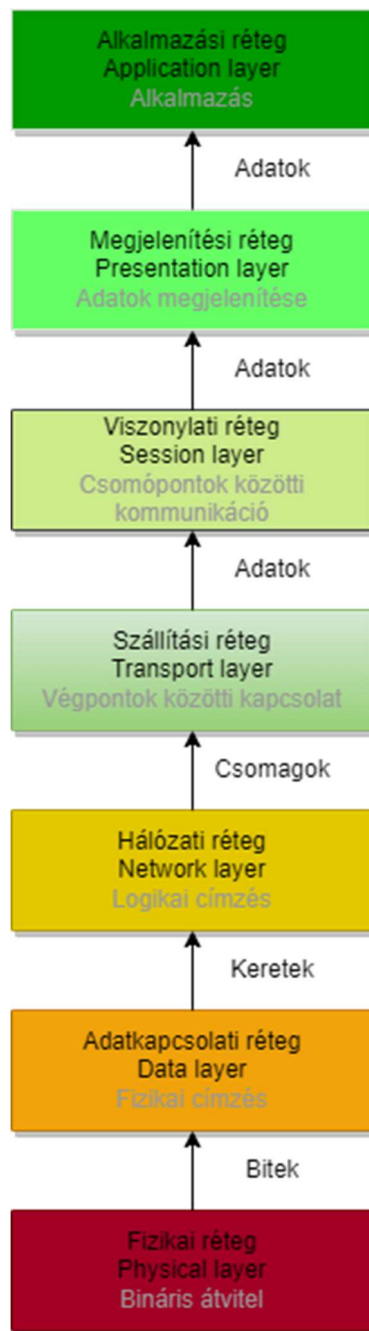 Alkalmazási réteg
Application layer
Alkalmazás
Adatok
Megjelenítési réteg
Presentation layer
Adatok megjelenítése
Adatok
Viszonylati réteg
Session layer
Csomópontok közötti
kommunikáció
Adatok
Szállítási réteg
Transport layer
Végpontok közötti kapcsolat
Csomagok
Hálózati réteg
Network layer
Logikai címzés
Keretek
Adatkapcsolati réteg
Data layer
Fizikai címzés
Bitek
Fizikai réteg
Physical layer
Bináris átvitel